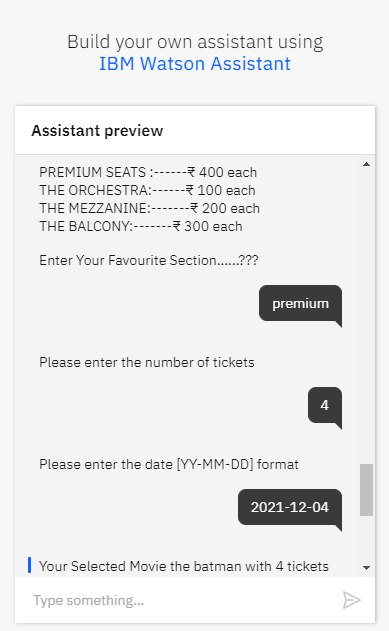 Build your own assistant using
IBM Watson Assistant
Assistant preview
PREMIUM SEATS :------₹ 400 each
THE ORCHESTRA:------₹ 100 each
THE MEZZANINE:-------₹ 200 each
THE BALCONY:-------₹ 300 each
Enter Your Favourite Section......???
premium
Please enter the number of tickets
4
Please enter the date [YY-MM-DD] format
2021-12-04
Your Selected Movie the batman with 4 tickets
Type something...